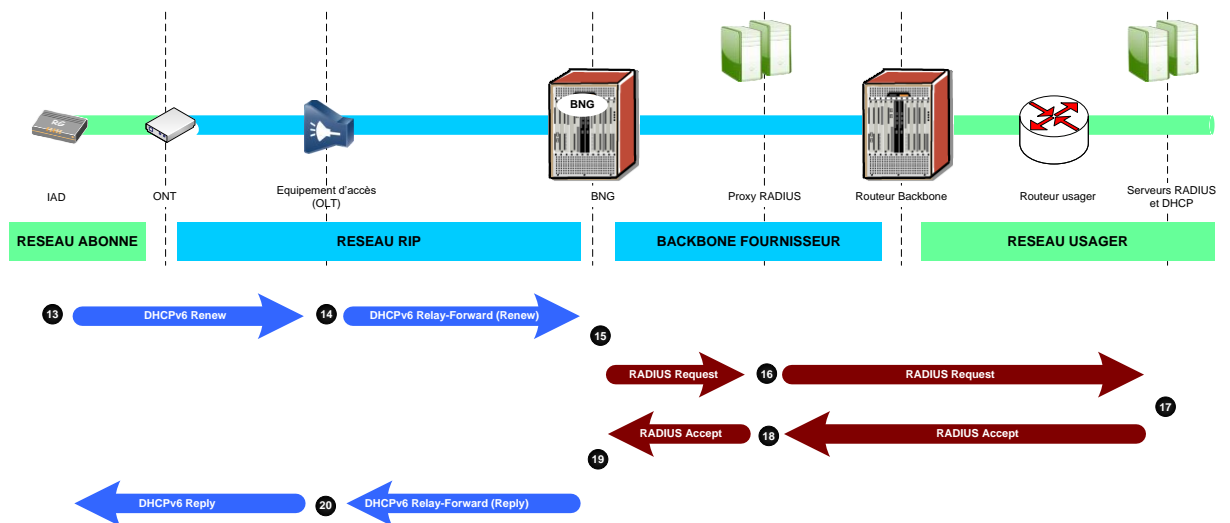 BNG
IAD
ONT
Equipement d'accès
(OLT)
BNG
Proxy RADIUS
Routeur Backbone
Routeur usager
Serveurs RADIUS
et DHCP
RESEAU ABONNE
RESEAU RIP
BACKBONE FOURNISSEUR
RESEAU USAGER
13
DHCPv6 Renew
14
DHCPv6 Relay-Forward (Renew)
15
RADIUS Request
16
RADIUS Request
17
RADIUS Accept
18
RADIUS Accept
19
DHCPv6 Reply
20
DHCPv6 Relay-Forward (Reply)